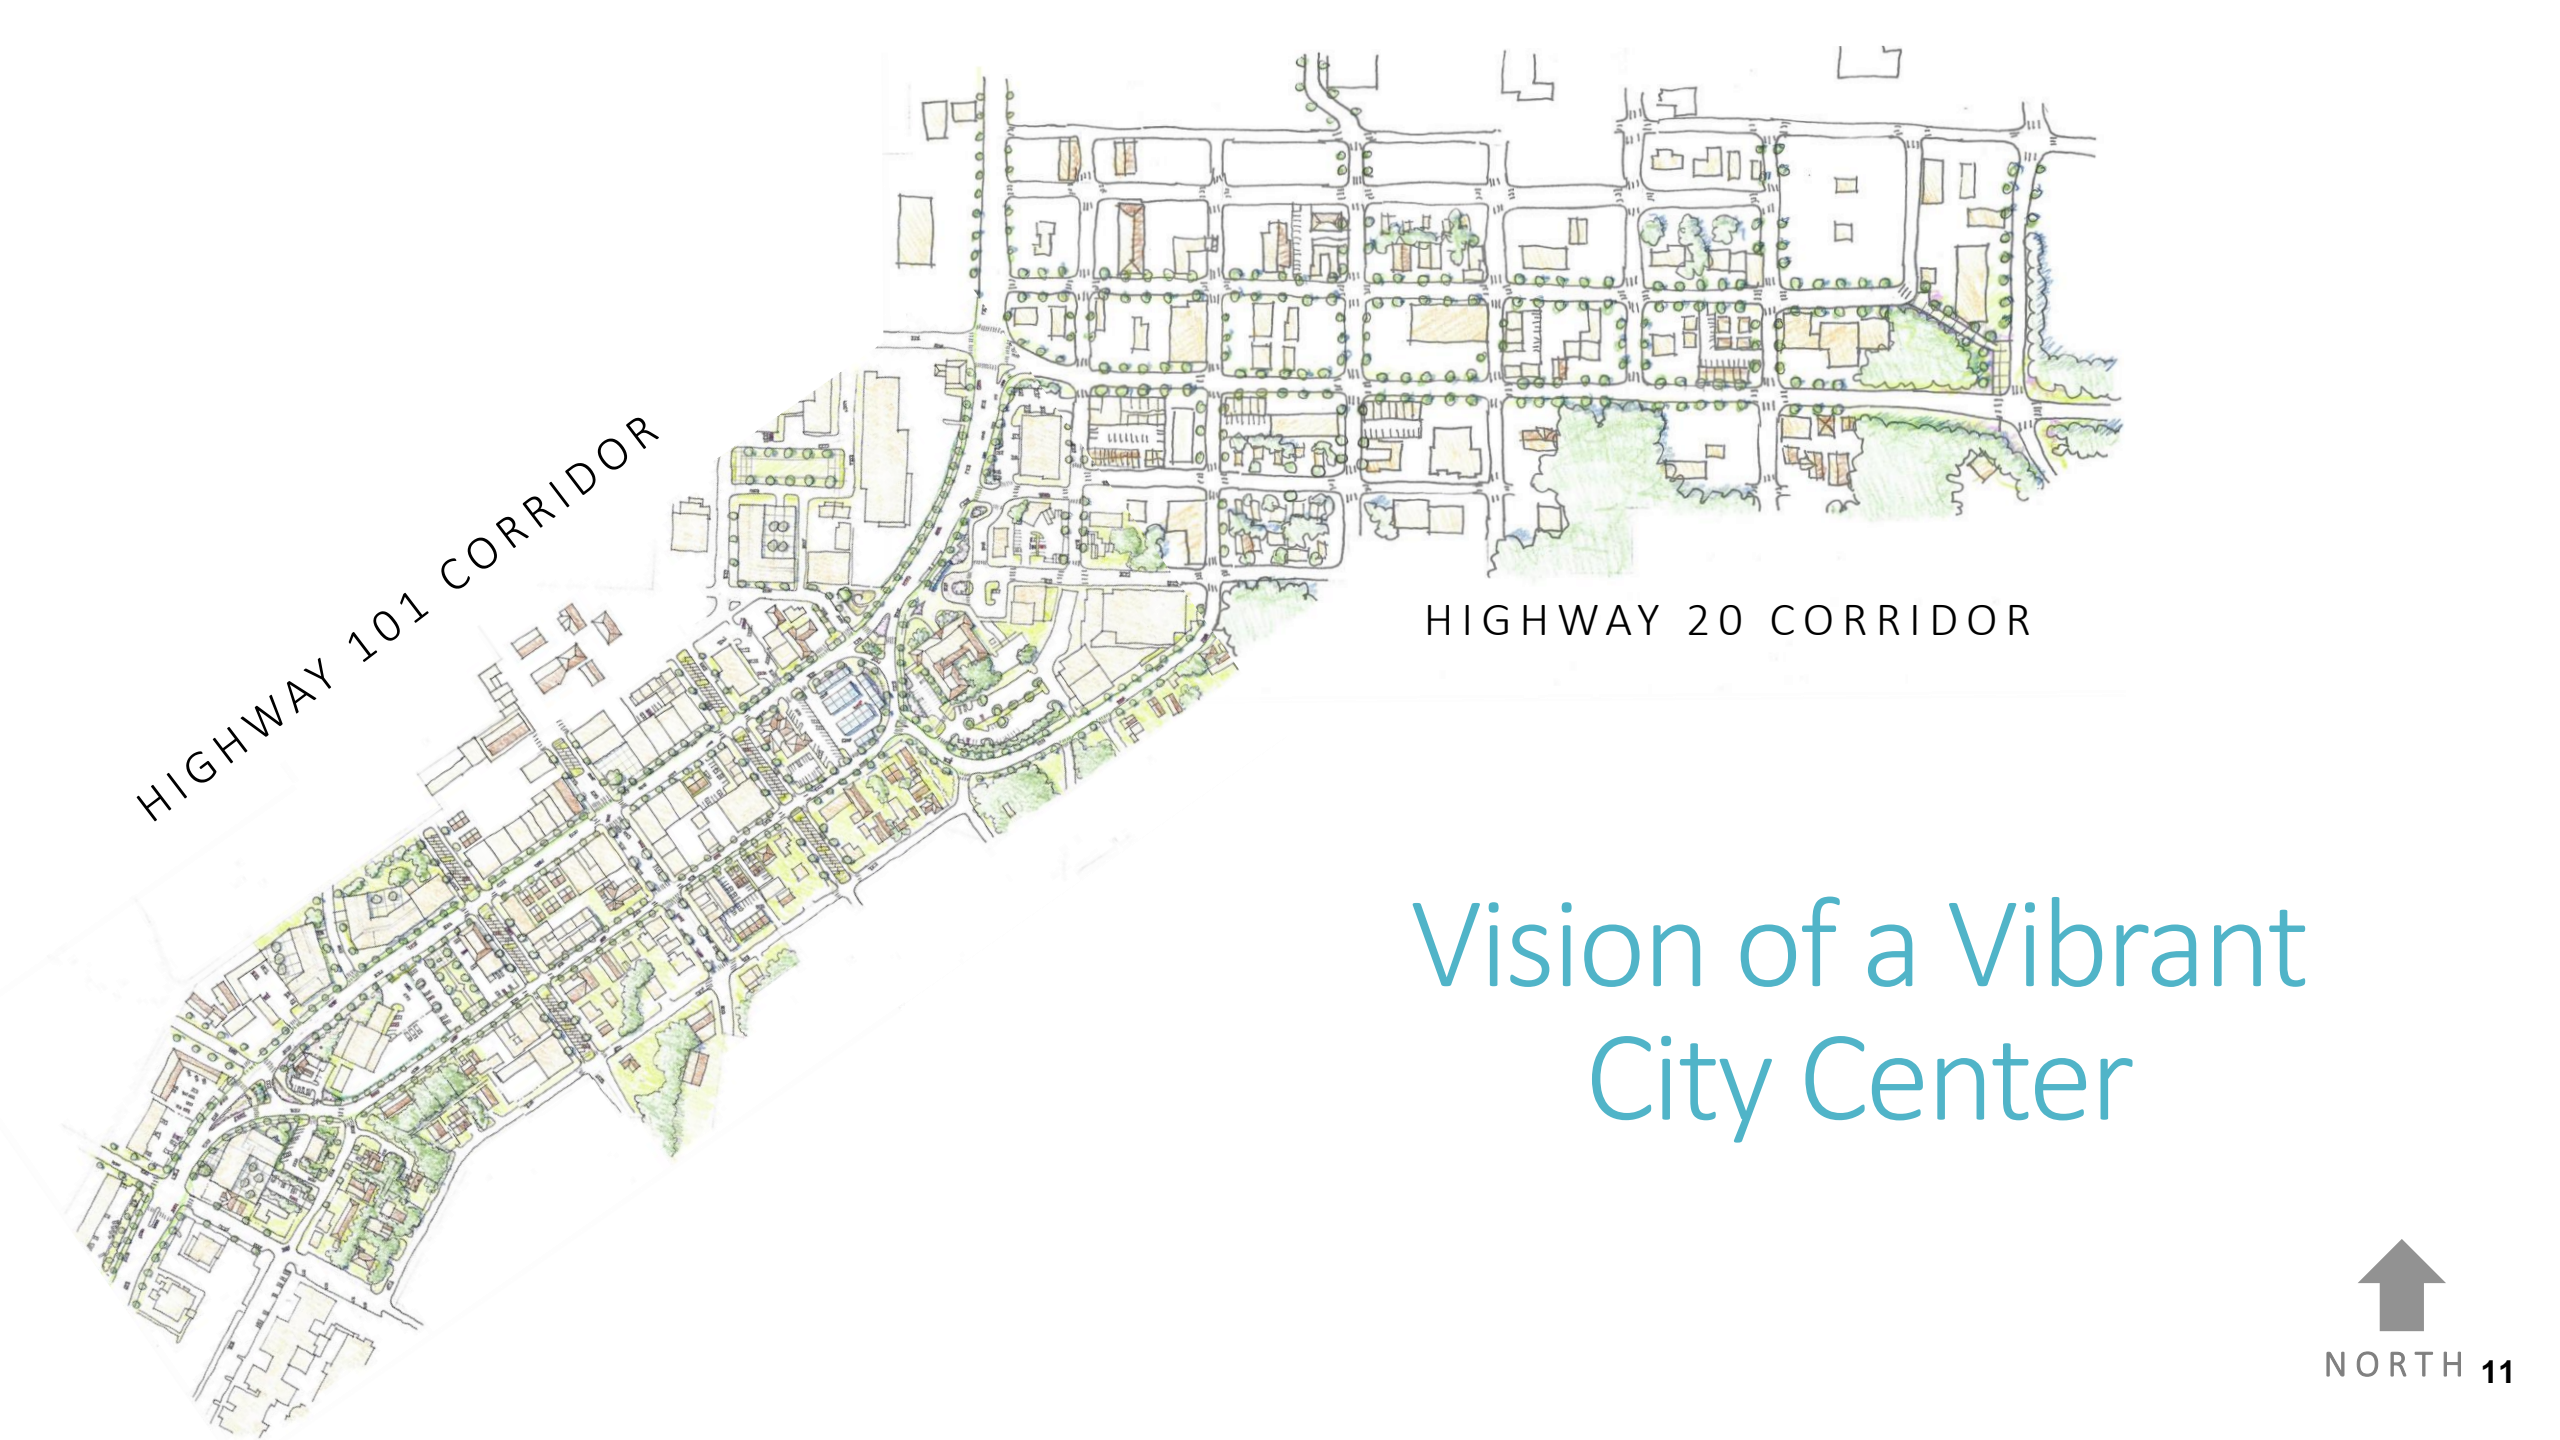 HIGHWAY 101 CORRIDOR
HIGHWAY 20 CORRIDOR
Vision of a Vibrant
City Center
NORTH
11